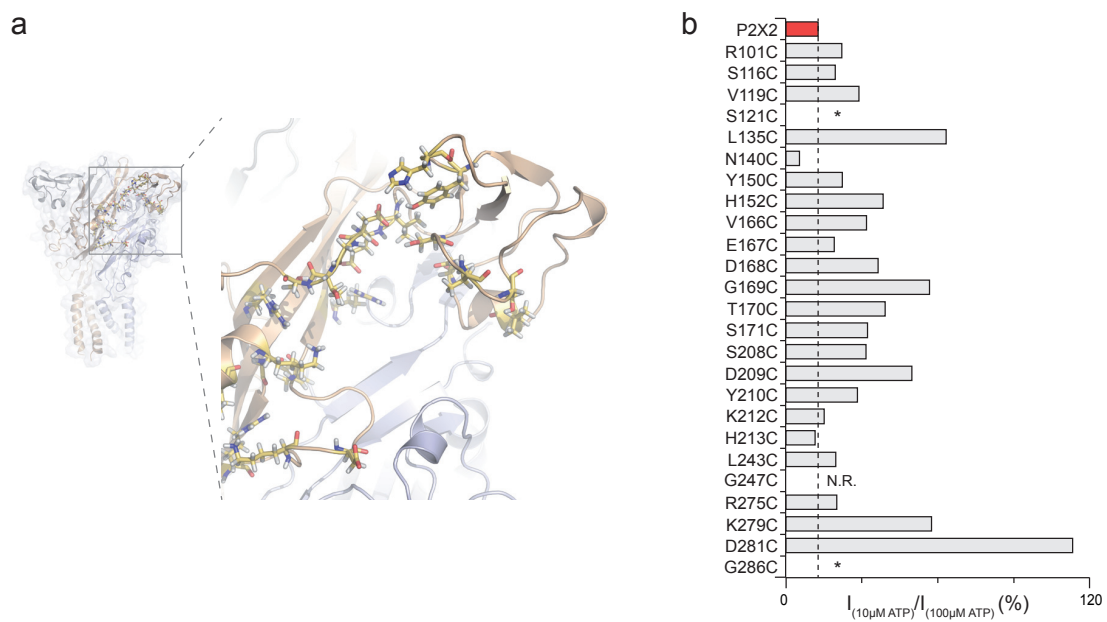 a
b
P2X2
R101C
S116C
V119C
S121C *
L135C
N140C
Y150C
H152C
V166C
E167C
D168C
G169C
T170C
S171C
S208C
D209C
Y210C
K212C
H213C
L243C
G247C N.R.
R275C
K279C
D281C
G286C *
0 120
I(10µM ATP)/I(100µM ATP) (%)